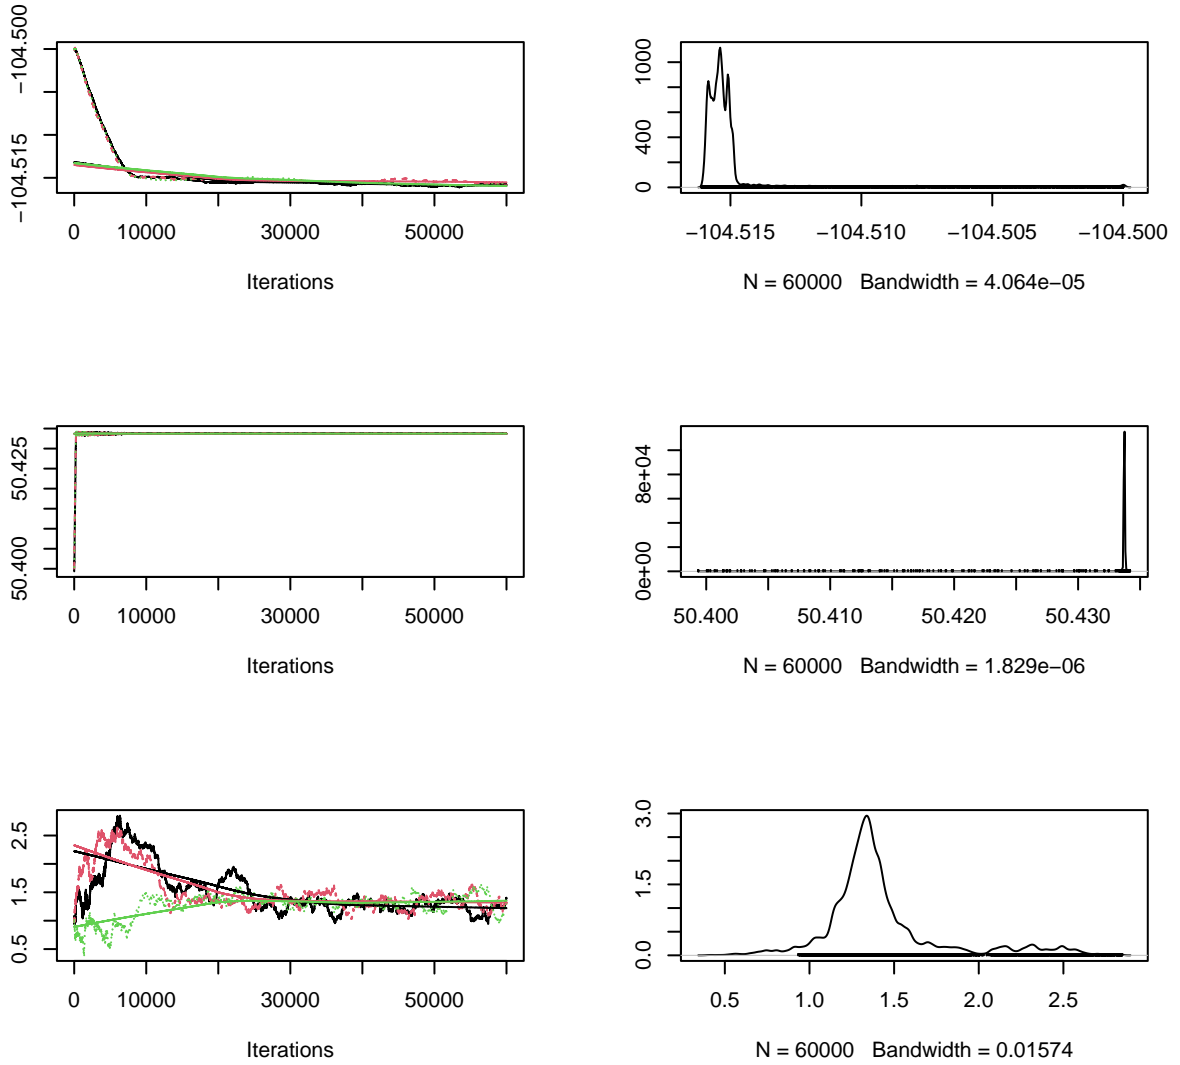 −104.500
−104.515
0 10000 30000 50000
Iterations
1000
400
0
−104.515 −104.510 −104.505 −104.500
N = 60000 Bandwidth = 4.064e−05
50.425
50.400
0 10000 30000 50000
Iterations
8e+04
0e+00
50.400 50.410 50.420 50.430
N = 60000 Bandwidth = 1.829e−06
2.5
1.5
0.5
0 10000 30000 50000
Iterations
3.0
1.5
0.0
0.5 1.0 1.5 2.0 2.5
N = 60000 Bandwidth = 0.01574